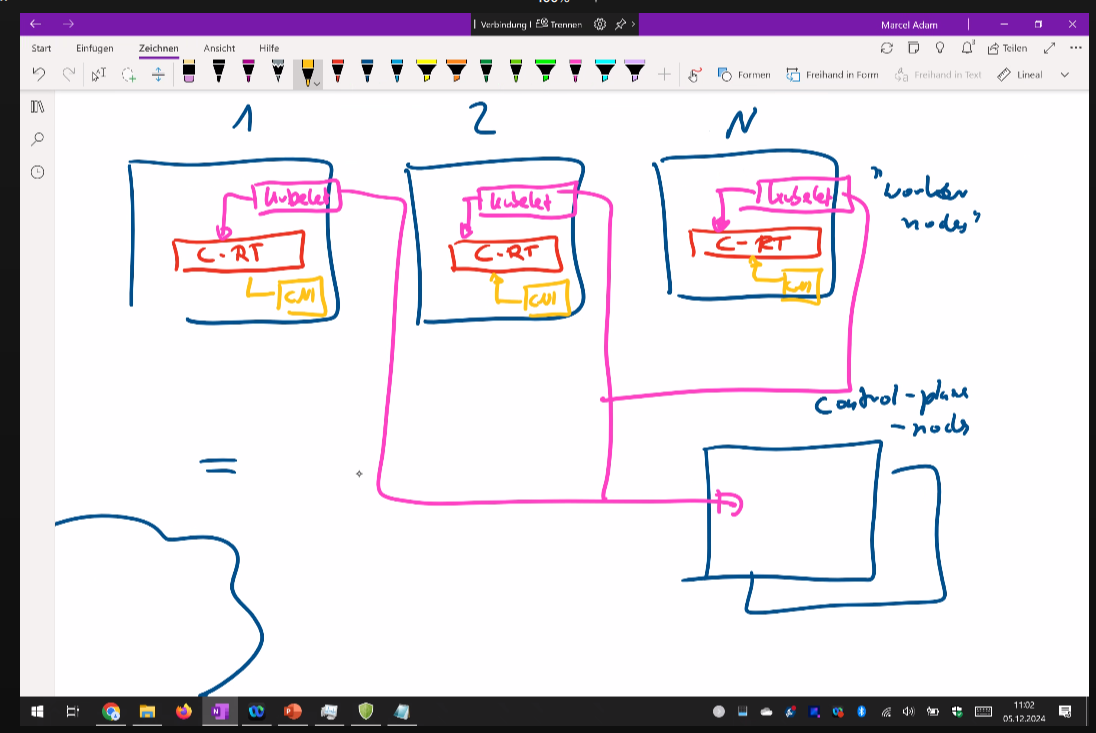 100%
Verbindung
Trennen
Marcel Adam
Start
Einfügen
Zeichnen
Ansicht
Hilfe
Teilen
Formen
Freihand in Form
Freihand in Text
Lineal
1
2
N
kubelet
kubelet
kubelet
"worker
nodes"
C-RT
C-RT
C-RT
CNI
CNI
CNI
Control-plane
-node
=
11:02
05.12.2024